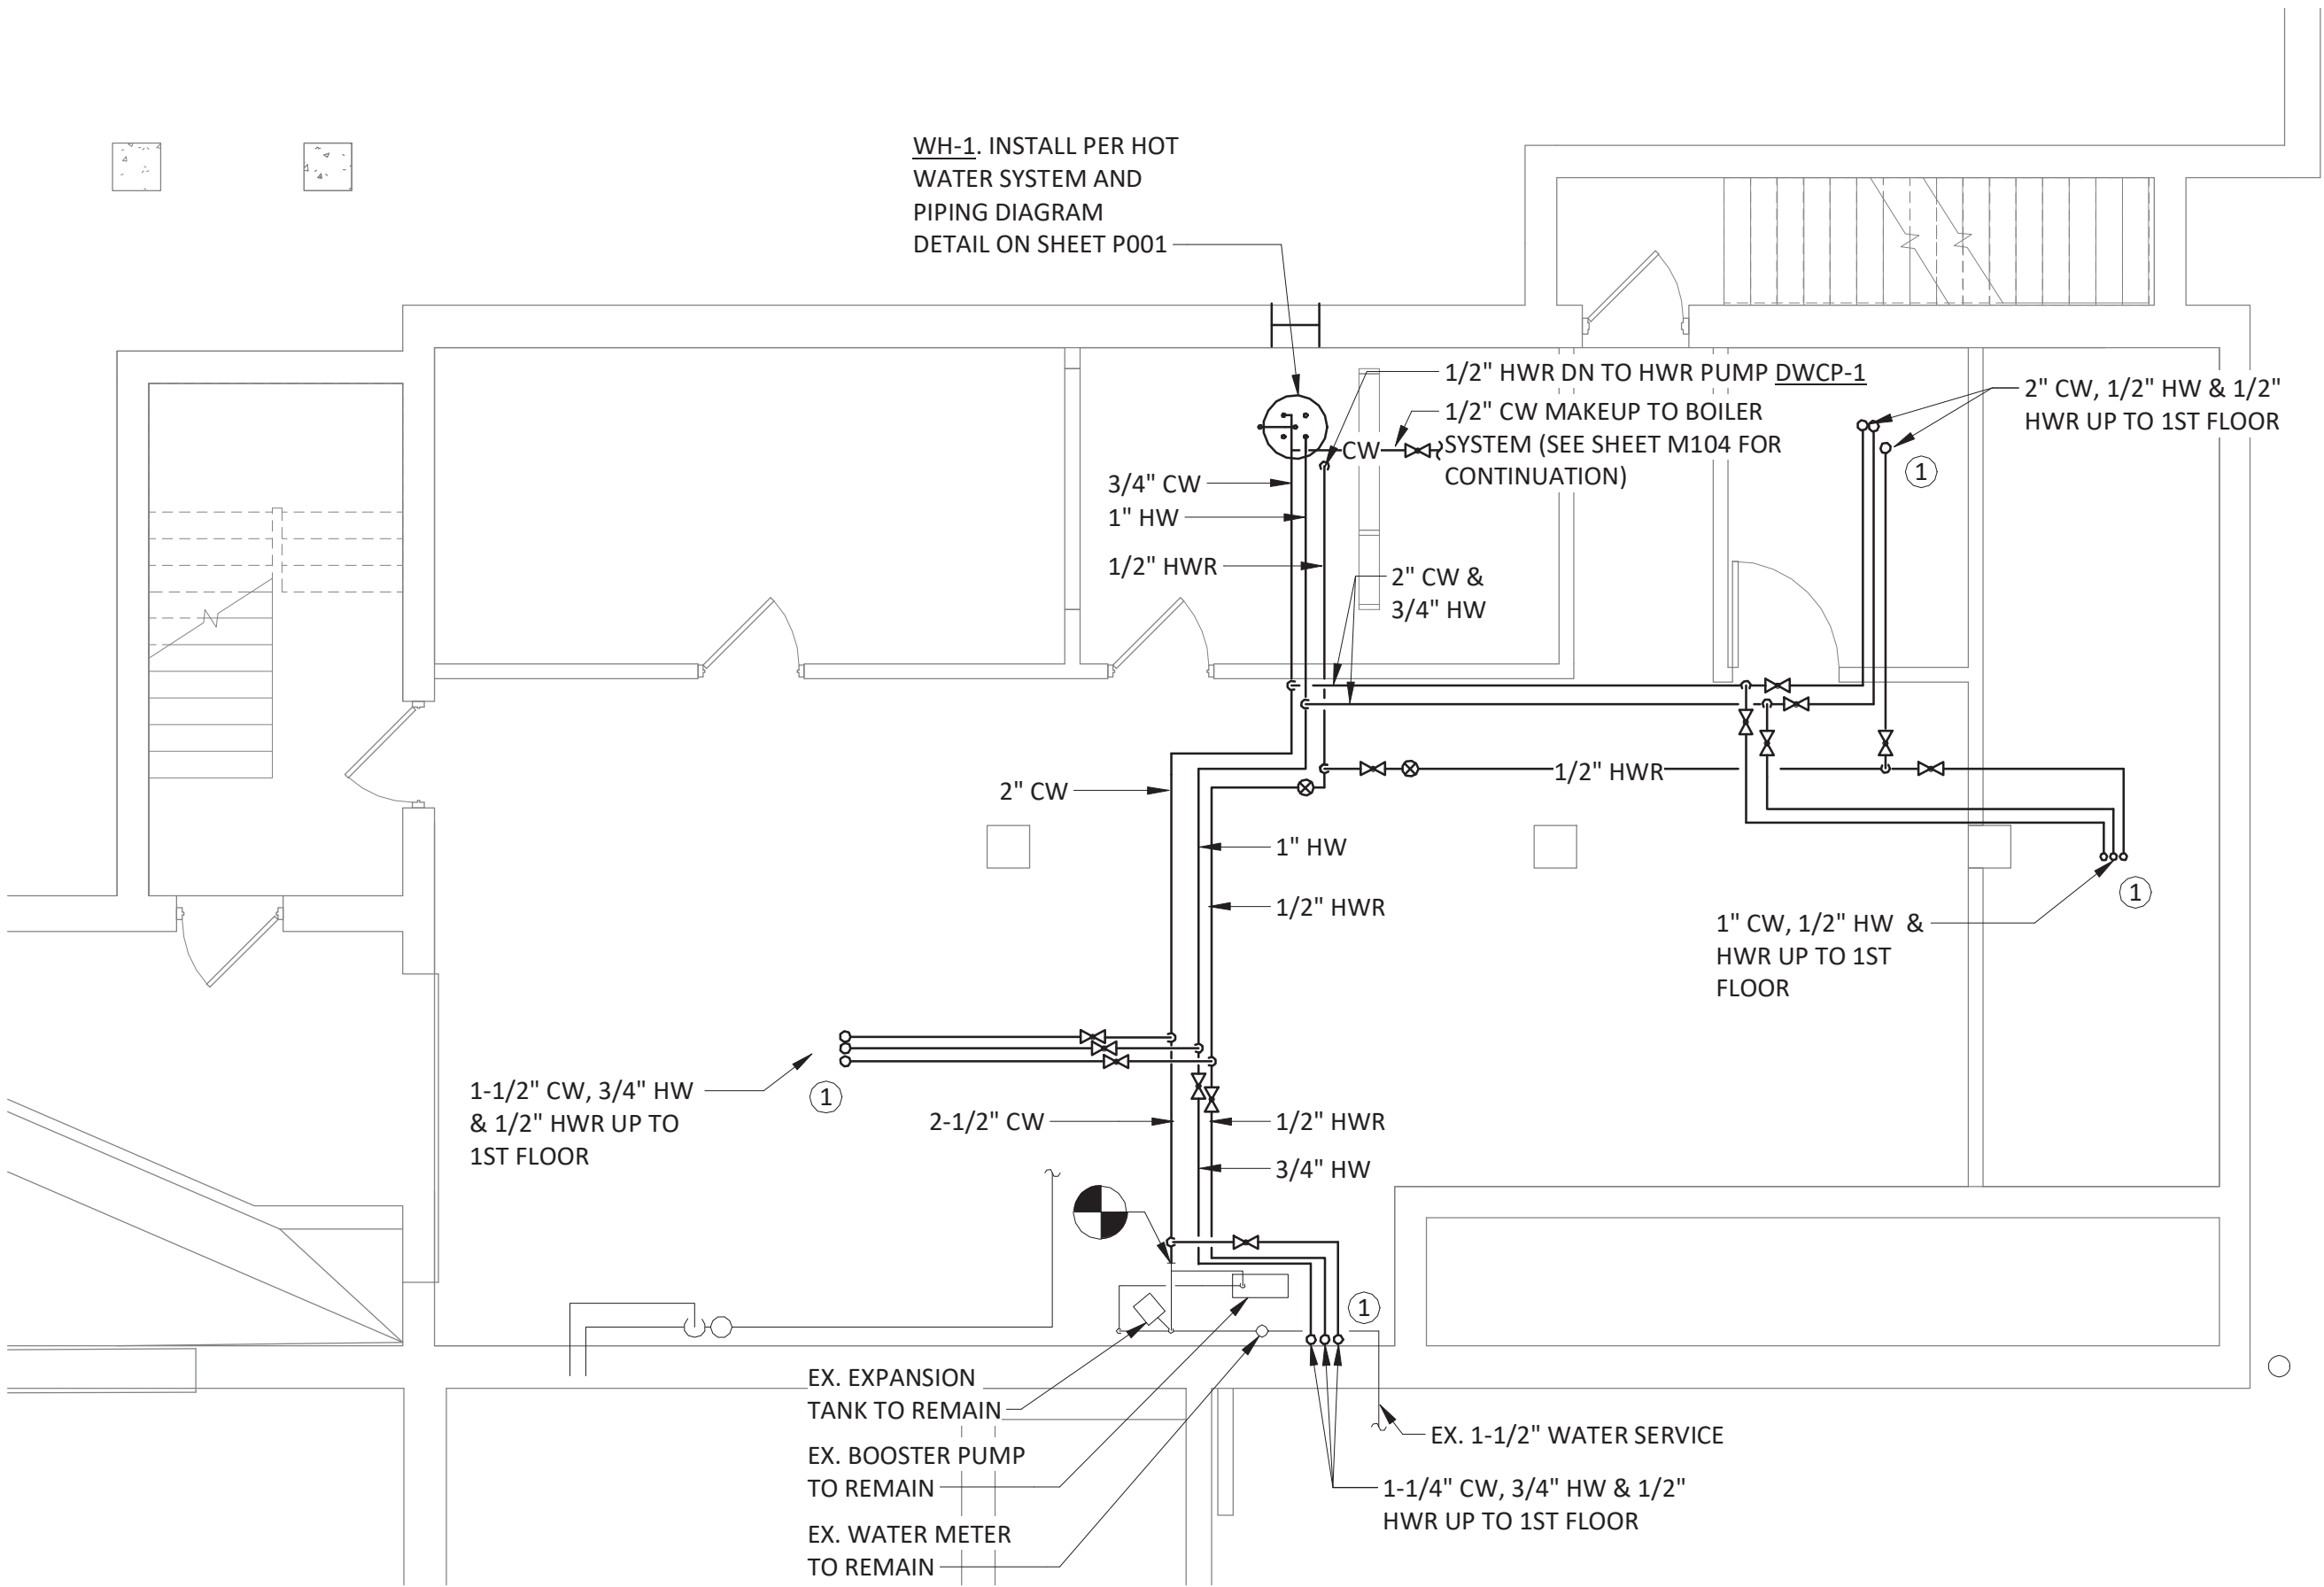 WH-1. INSTALL PER HOT
WATER SYSTEM AND
PIPING DIAGRAM
DETAIL ON SHEET P001
1/2" HWR DN TO HWR PUMP DWCP-1
1/2" CW MAKEUP TO BOILER
SYSTEM (SEE SHEET M104 FOR
CONTINUATION)
CW
2" CW, 1/2" HW & 1/2"
HWR UP TO 1ST FLOOR
1
3/4" CW
1" HW
1/2" HWR
2" CW &
3/4" HW
2" CW
1/2" HWR
1" HW
1/2" HWR
1
1" CW, 1/2" HW &
HWR UP TO 1ST
FLOOR
1-1/2" CW, 3/4" HW
& 1/2" HWR UP TO
1ST FLOOR
1
2-1/2" CW
1/2" HWR
3/4" HW
1
EX. EXPANSION
TANK TO REMAIN
EX. BOOSTER PUMP
TO REMAIN
EX. WATER METER
TO REMAIN
EX. 1-1/2" WATER SERVICE
1-1/4" CW, 3/4" HW & 1/2"
HWR UP TO 1ST FLOOR